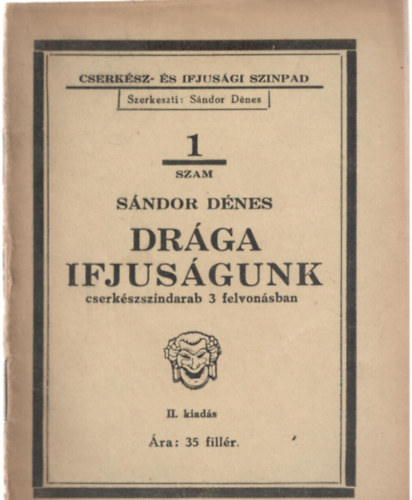 CSERKÉSZ- ÉS IFJUSÁGI SZINPAD
Szerkeszti: Sándor Dénes
1
SZAM
SÁNDOR DÉNES
DRÁGA
IFJUSÁGUNK
cserkészszindarab 3 felvonásban
II. kiadás
Ára: 35 fillér.